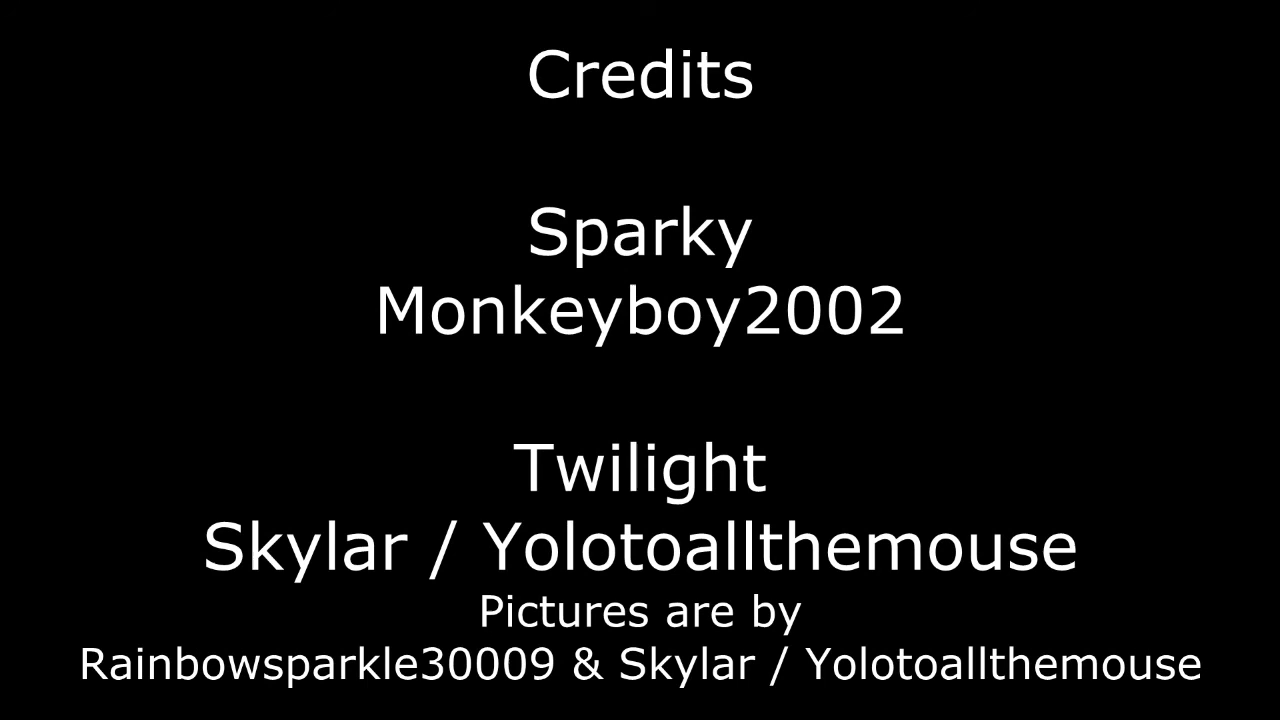 Credits
Sparky
Monkeyboy2002
Twilight
Skylar / Yolotoallthemouse
Pictures are by
Rainbowsparkle30009 & Skylar / Yolotoallthemouse